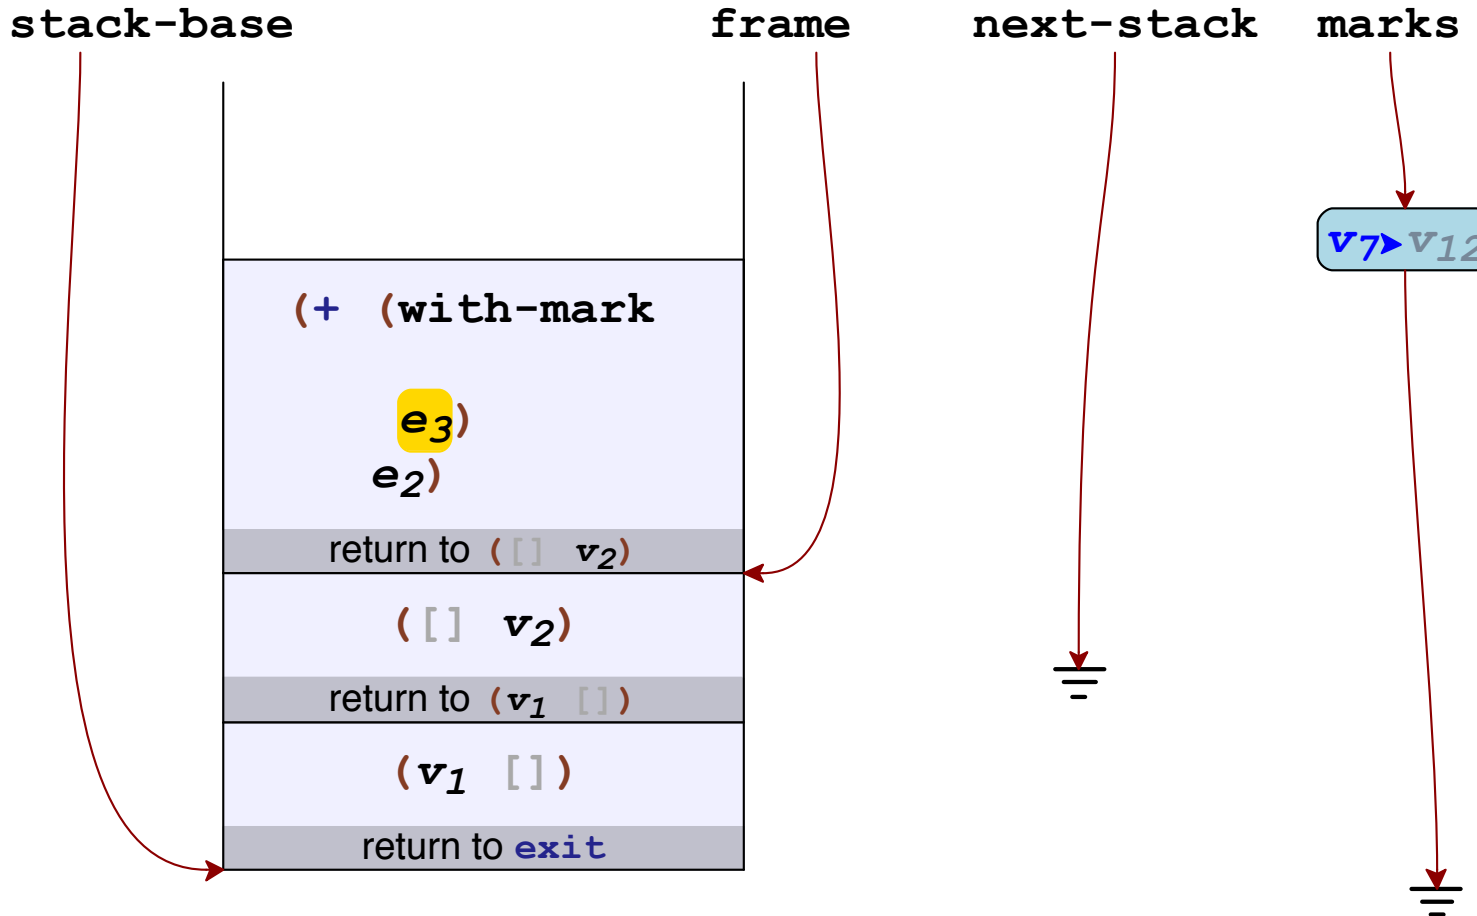 stack-base frame next-stack marks
v7➤v12
(+ (with-mark
e3)
e2)
return to ([] v2)
([] v2)
return to (v1 [])
(v1 [])
return to exit